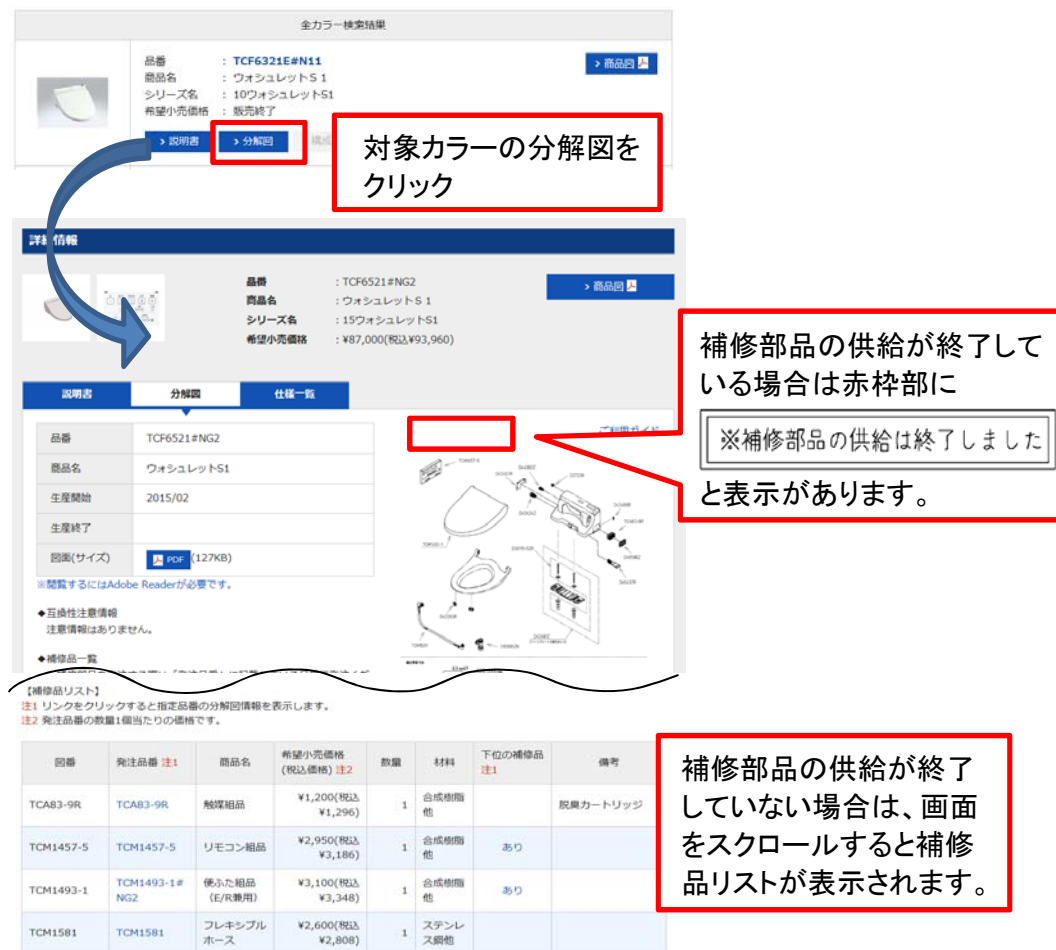 全カラー検索結果
品番 : TCF6321E#N11
商品名 : ウォシュレットS 1
シリーズ名 : 10ウォシュレットS1
希望小売価格 : 販売終了
> 商品図
> 説明書 > 分解図
対象カラーの分解図を
クリック
詳細情報
品番 : TCF6521#NG2
商品名 : ウォシュレットS 1
シリーズ名 : 15ウォシュレットS1
希望小売価格 : ¥87,000(税込¥93,960)
> 商品図
説明書 分解図 仕様一覧
ご利用ガイド
品番 TCF6521#NG2
商品名 ウォシュレットS1
生産開始 2015/02
生産終了
図面(サイズ) PDF (127KB)
※閲覧するにはAdobe Readerが必要です。
◆互換性注意情報
注意情報はありません。
◆補修品一覧
補修部品の供給が終了して
いる場合は赤枠部に
※補修部品の供給は終了しました
と表示があります。
【補修品リスト】
注1 リンクをクリックすると指定品番の分解図情報を表示します。
注2 発注品番の数量1個当たりの価格です。
図番 発注品番 注1 商品名 希望小売価格 (税込価格) 注2 数量 材料 下位の補修品 注1 備考
TCA83-9R TCA83-9R 触媒組品 ¥1,200(税込 ¥1,296) 1 合成樹脂 他 脱臭カートリッジ
TCM1457-5 TCM1457-5 リモコン組品 ¥2,950(税込 ¥3,186) 1 合成樹脂 他 あり
TCM1493-1 TCM1493-1# NG2 便ふた組品 (E/R兼用) ¥3,100(税込 ¥3,348) 1 合成樹脂 他 あり
TCM1581 TCM1581 フレキシブル ホース ¥2,600(税込 ¥2,808) 1 ステンレ ス鋼他
補修部品の供給が終了
していない場合は、画面
をスクロールすると補修
品リストが表示されます。